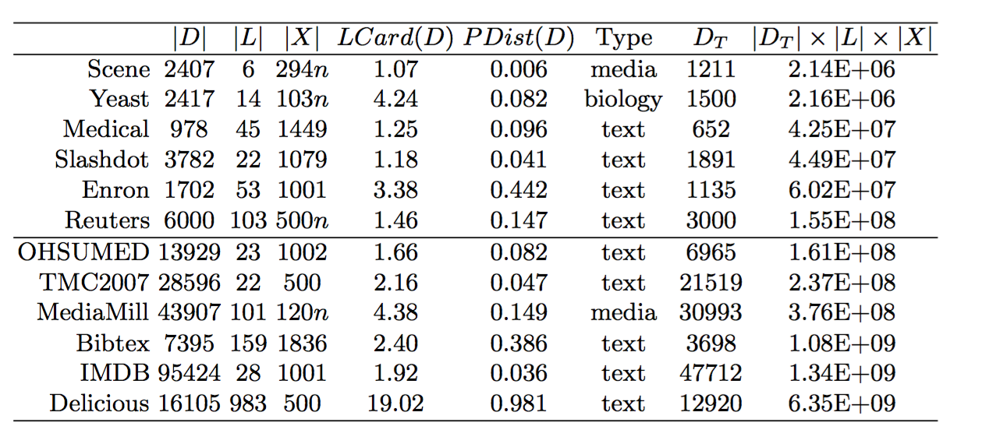 |D| |L| |X| LCard(D) PDist(D) Type D_T |D_T| × |L| × |X|
Scene 2407 6 294n 1.07 0.006 media 1211 2.14E+06
Yeast 2417 14 103n 4.24 0.082 biology 1500 2.16E+06
Medical 978 45 1449 1.25 0.096 text 652 4.25E+07
Slashdot 3782 22 1079 1.18 0.041 text 1891 4.49E+07
Enron 1702 53 1001 3.38 0.442 text 1135 6.02E+07
Reuters 6000 103 500n 1.46 0.147 text 3000 1.55E+08
OHSUMED 13929 23 1002 1.66 0.082 text 6965 1.61E+08
TMC2007 28596 22 500 2.16 0.047 text 21519 2.37E+08
MediaMill 43907 101 120n 4.38 0.149 media 30993 3.76E+08
Bibtex 7395 159 1836 2.40 0.386 text 3698 1.08E+09
IMDB 95424 28 1001 1.92 0.036 text 47712 1.34E+09
Delicious 16105 983 500 19.02 0.981 text 12920 6.35E+09